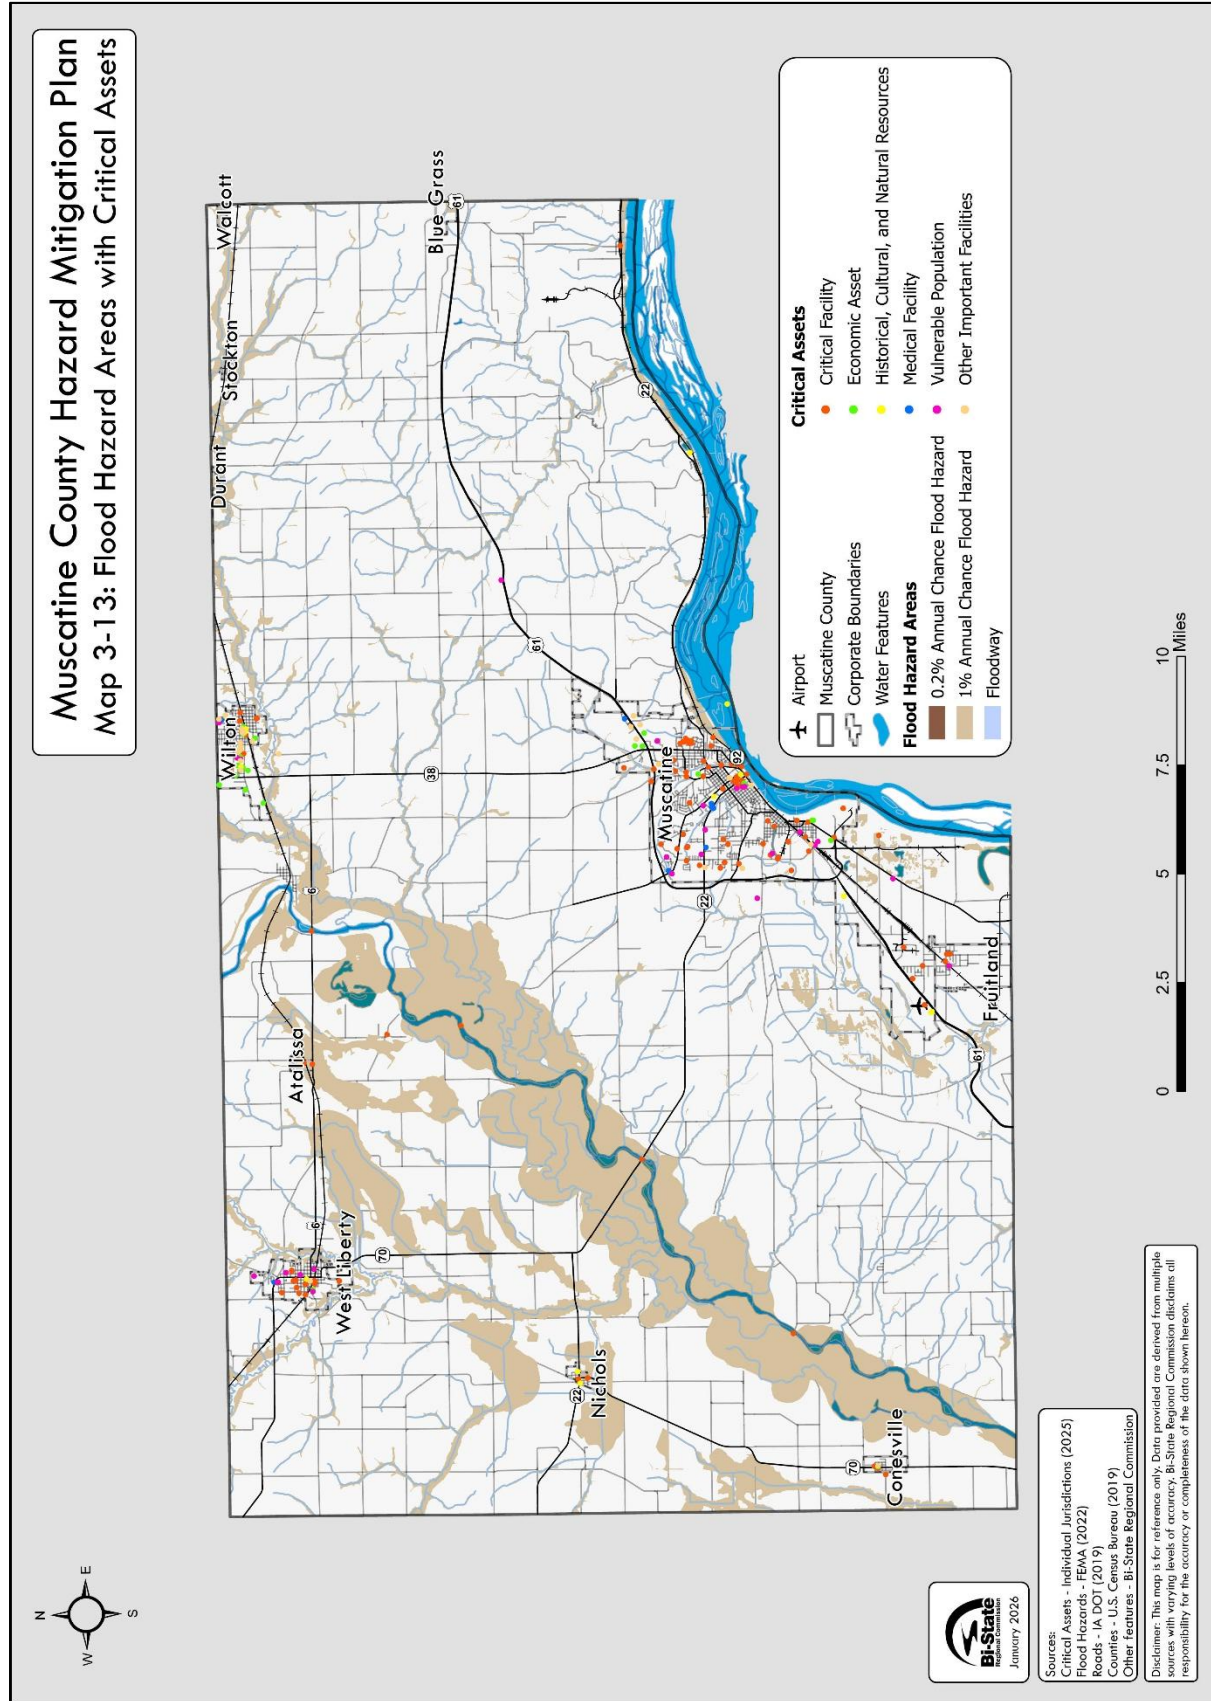 Muscatine County Hazard Mitigation Plan
Map 3-13: Flood Hazard Areas with Critical Assets
N
W
E
S
Durant
Stockton
Walcott
Wilton
Blue Grass
61
West Liberty
6
Atalissa
6
38
70
61
22
Nichols
22
22
Muscatine
92
Conesville
70
Fruitland
61
Airport
Muscatine County
Corporate Boundaries
Water Features
Flood Hazard Areas
0.2% Annual Chance Flood Hazard
1% Annual Chance Flood Hazard
Floodway
Critical Assets
Critical Facility
Economic Asset
Historical, Cultural, and Natural Resources
Medical Facility
Vulnerable Population
Other Important Facilities
0
2.5
5
7.5
10
Miles
Bi-State
Regional Commission
January 2026
Sources:
Critical Assets - Individual Jurisdictions (2025)
Flood Hazards - FEMA (2022)
Roads - IA DOT (2019)
Counties - U.S. Census Bureau (2019)
Other features - Bi-State Regional Commission
Disclaimer: This map is for reference only. Data provided are derived from multiple
sources with varying levels of accuracy. Bi-State Regional Commission disclaims all
responsibility for the accuracy or completeness of the data shown hereon.